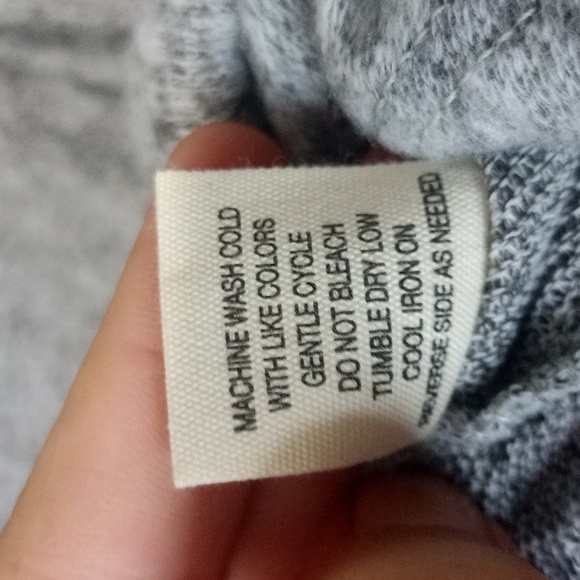 MACHINE WASH COLD
WITH LIKE COLORS
GENTLE CYCLE
DO NOT BLEACH
TUMBLE DRY LOW
COOL IRON ON
REVERSE SIDE AS NEEDED